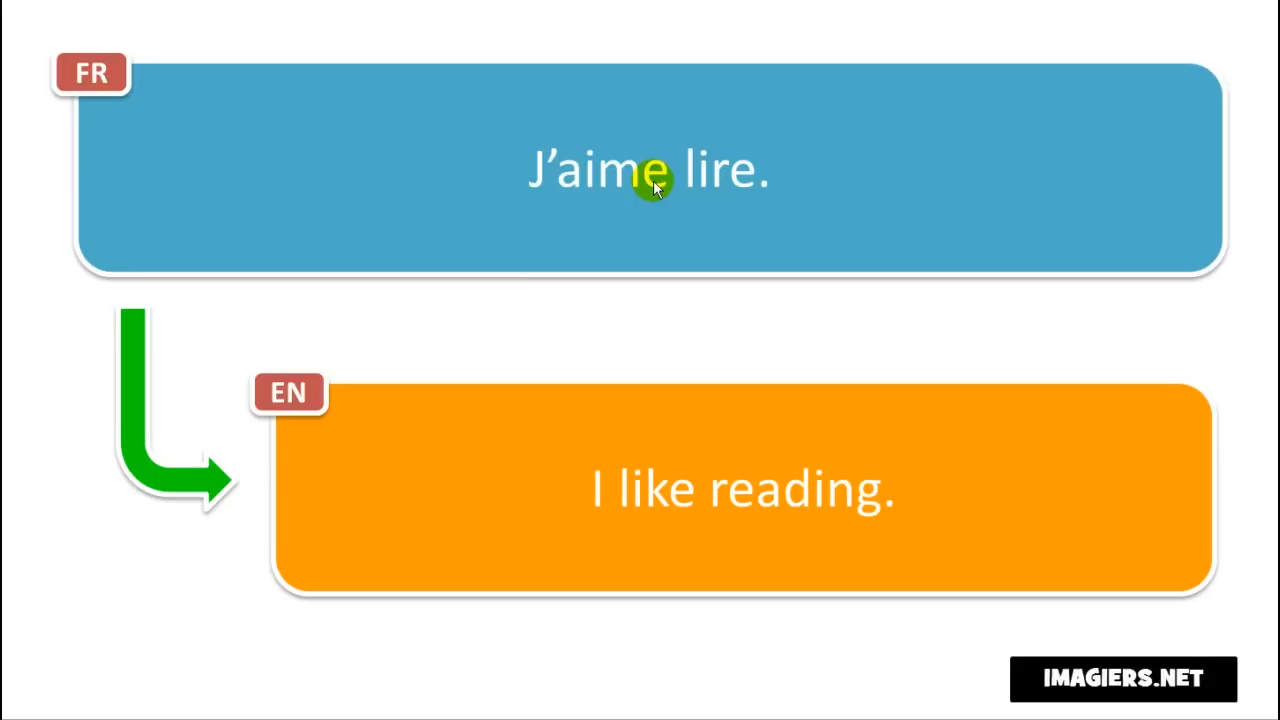 FR
J’aime lire.
EN
I like reading.
IMAGIERS.NET